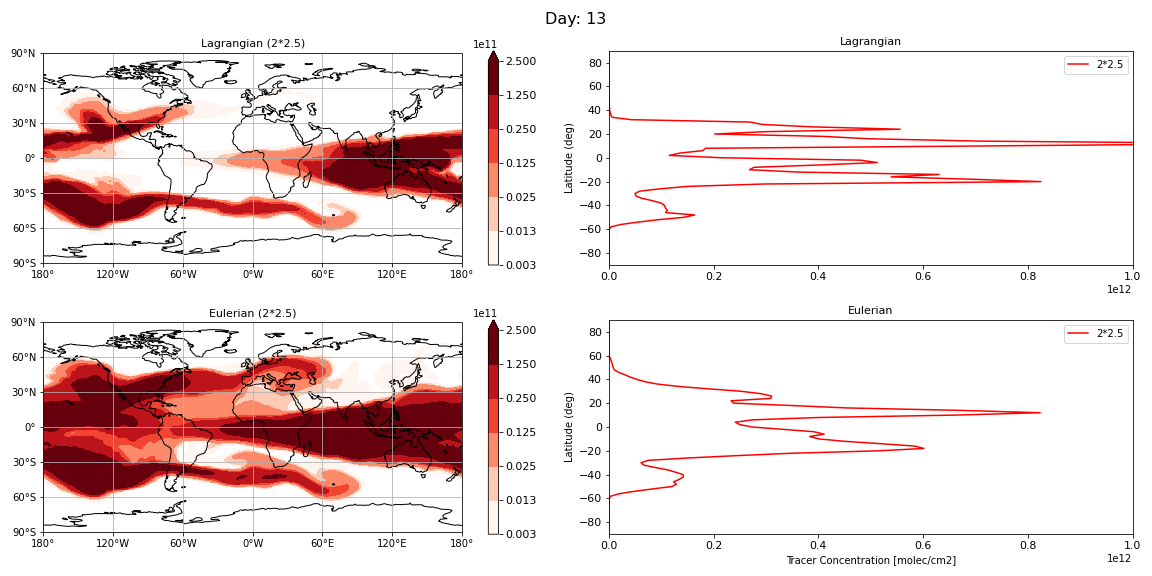 Day: 13
Lagrangian (2*2.5)
90°N
60°N
30°N
0°
30°S
60°S
90°S
180° 120°W 60°W 0°W 60°E 120°E 180°
1e11
2.500
1.250
0.250
0.125
0.025
0.013
0.003
Lagrangian
2*2.5
Latitude (deg)
80
60
40
20
0
−20
−40
−60
−80
0.0 0.2 0.4 0.6 0.8 1.0
1e12
Eulerian (2*2.5)
90°N
60°N
30°N
0°
30°S
60°S
90°S
180° 120°W 60°W 0°W 60°E 120°E 180°
1e11
2.500
1.250
0.250
0.125
0.025
0.013
0.003
Eulerian
2*2.5
Latitude (deg)
80
60
40
20
0
−20
−40
−60
−80
0.0 0.2 0.4 0.6 0.8 1.0
Tracer Concentration [molec/cm2]
1e12